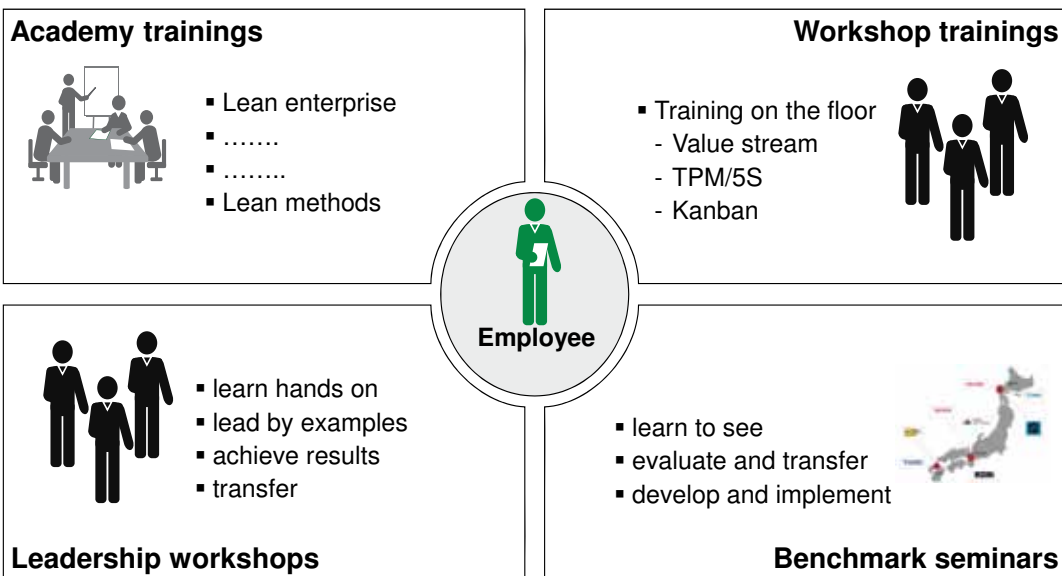 Academy trainings
▪ Lean enterprise
▪ …….
▪ ……..
▪ Lean methods
Workshop trainings
▪ Training on the floor
- Value stream
- TPM/5S
- Kanban
Employee
▪ learn hands on
▪ lead by examples
▪ achieve results
▪ transfer
Leadership workshops
▪ learn to see
▪ evaluate and transfer
▪ develop and implement
Benchmark seminars